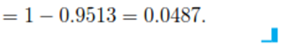 = 1 − 0.9513 = 0.0487.